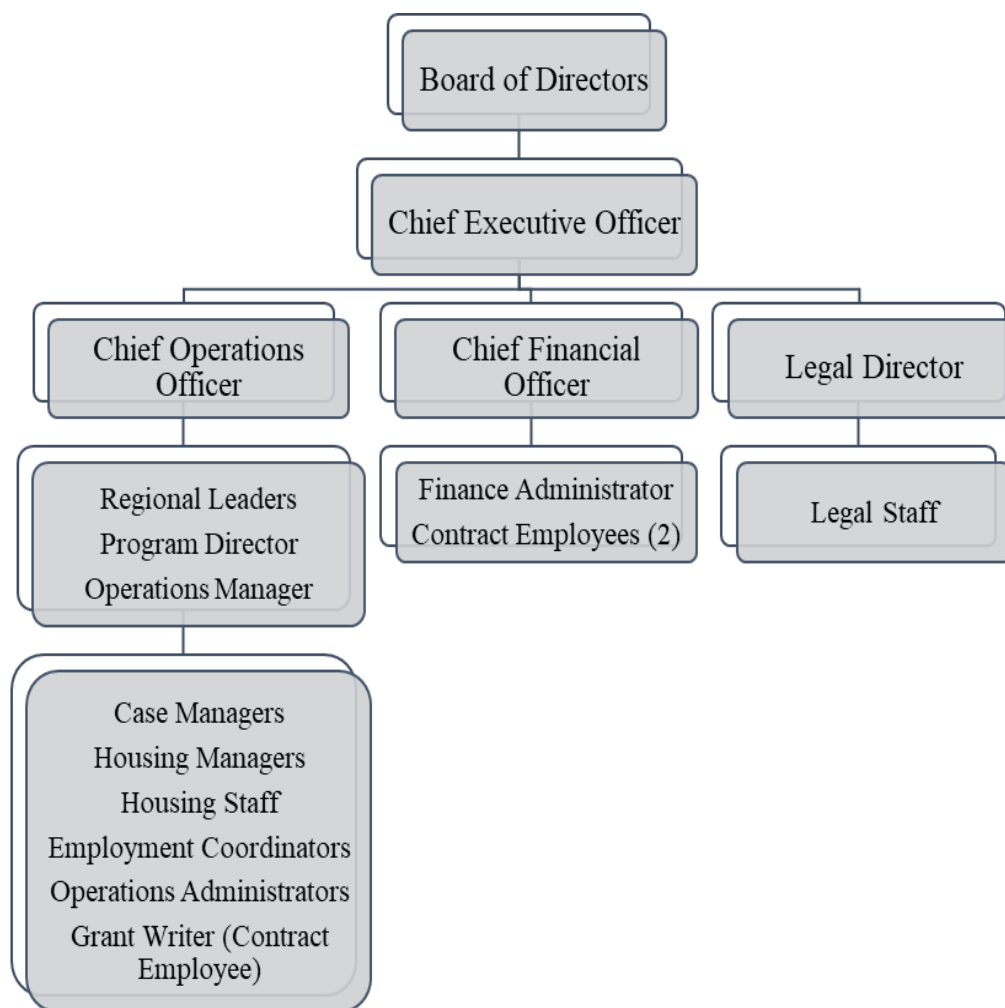 Board of Directors
Chief Executive Officer
Chief Operations
Officer
Chief Financial
Officer
Legal Director
Regional Leaders
Program Director
Operations Manager
Finance Administrator
Contract Employees (2)
Legal Staff
Case Managers
Housing Managers
Housing Staff
Employment Coordinators
Operations Administrators
Grant Writer (Contract
Employee)